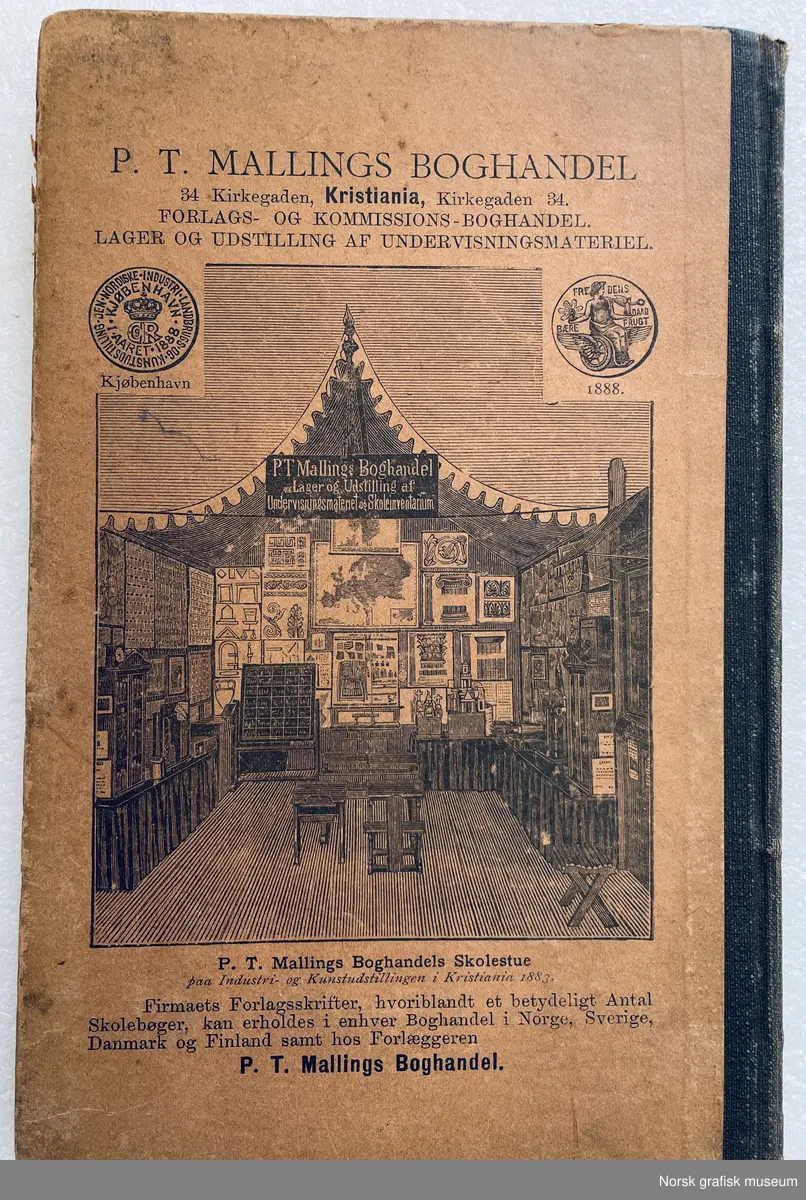 P. T. MALLINGS BOGHANDEL
34 Kirkegaden, Kristiania, Kirkegaden 34.
FORLAGS- OG KOMMISSIONS-BOGHANDEL.
LAGER OG UDSTILLING AF UNDERVISNINGSMATERIEL.
DEN·NORDISKE·INDUSTRI·LANDBRUGS·OG·KUNSTUDSTILLING·
KJØBENHAVN
I·AARET·1888·
Kjøbenhavn
FREDENS
DAAD
BÆRE FRUGT
1888.
P.T Mallings Boghandel
Lager og Udstilling af
Undervisningsmateriel og Skoleinventarium.
P. T. Mallings Boghandels Skolestue
paa Industri- og Kunstudstillingen i Kristiania 1883.
Firmaets Forlagsskrifter, hvoriblandt et betydeligt Antal
Skolebøger, kan erholdes i enhver Boghandel i Norge, Sverige,
Danmark og Finland samt hos Forlæggeren
P. T. Mallings Boghandel.
Norsk grafisk museum